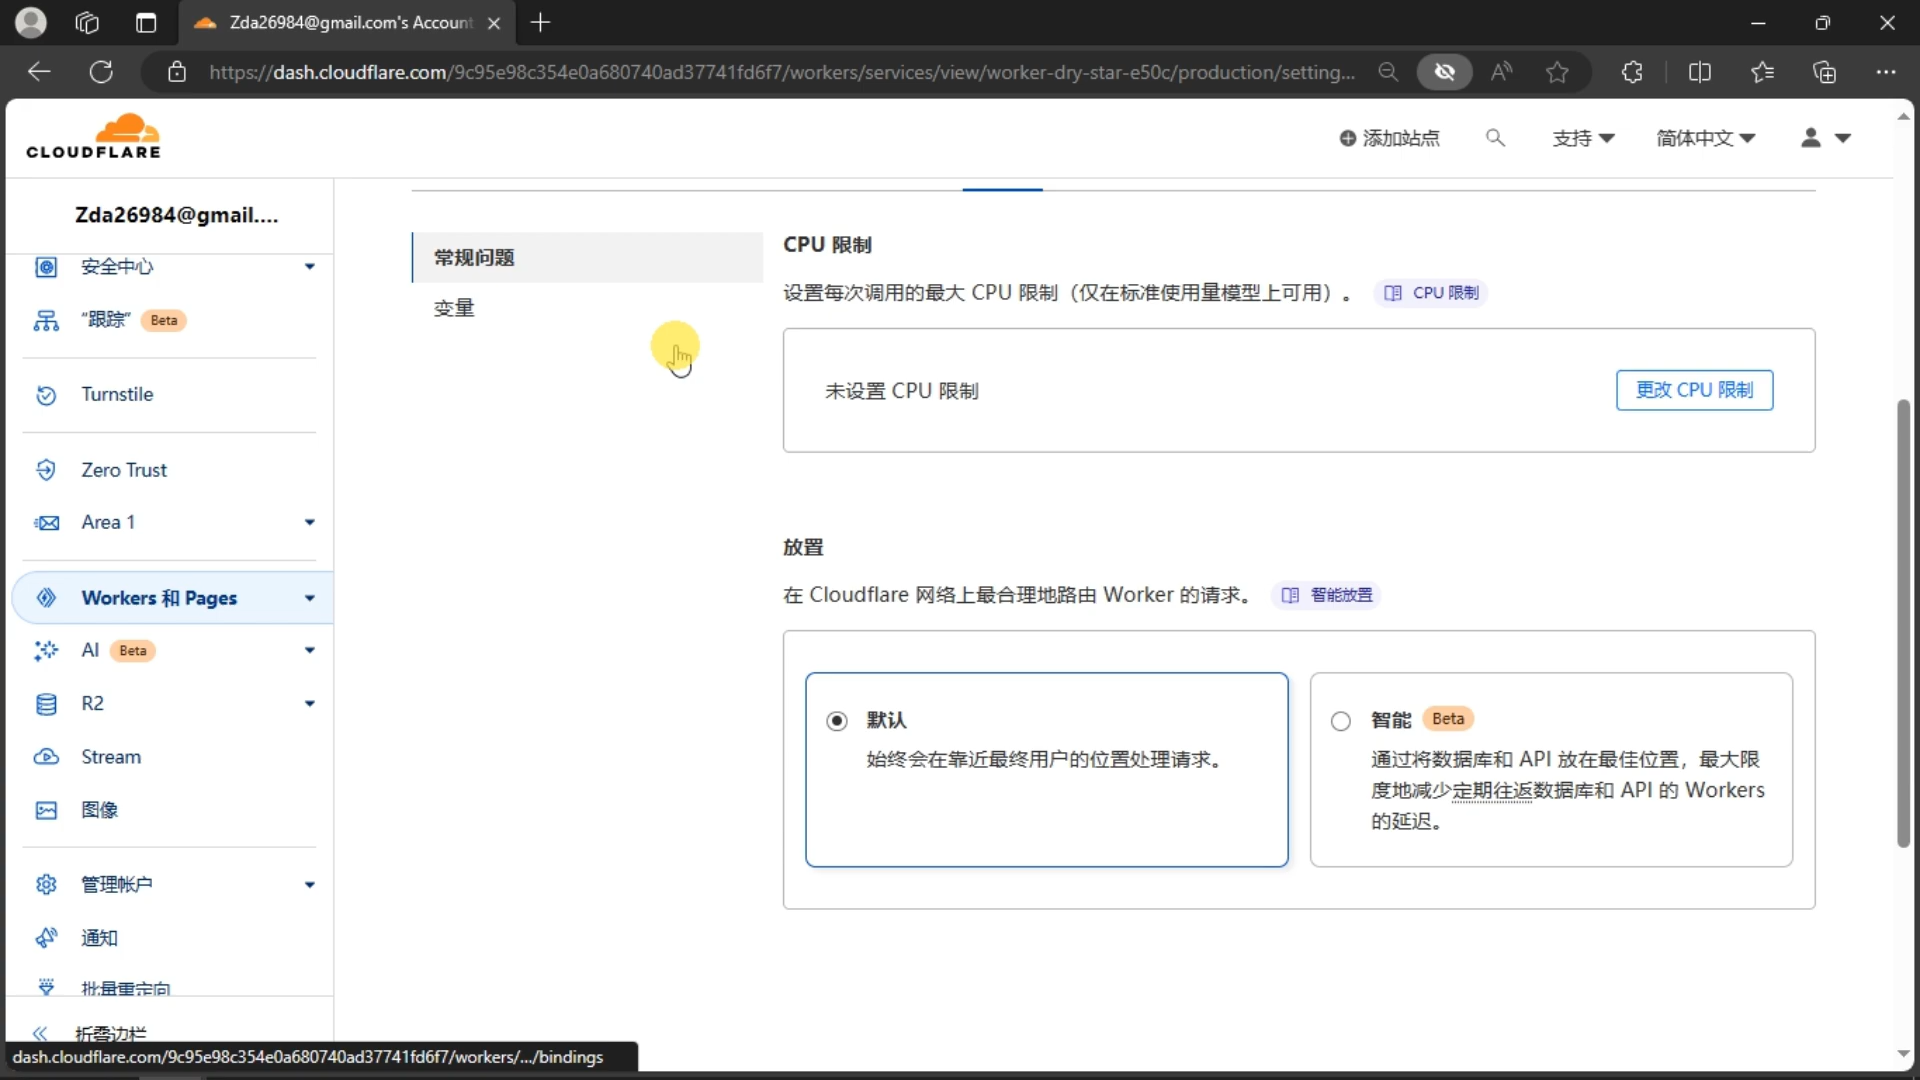 Zda26984@gmail.com's Account
https://dash.cloudflare.com/9c95e98c354e0a680740ad37741fd6f7/workers/services/view/worker-dry-star-e50c/production/setting...
CLOUDFLARE
添加站点
支持
简体中文
Zda26984@gmail....
安全中心
“跟踪” Beta
Turnstile
Zero Trust
Area 1
Workers 和 Pages
AI Beta
R2
Stream
图像
管理帐户
通知
批量重定向
折叠边栏
常规问题
变量
CPU 限制
设置每次调用的最大 CPU 限制（仅在标准使用量模型上可用）。 CPU 限制
未设置 CPU 限制
更改 CPU 限制
放置
在 Cloudflare 网络上最合理地路由 Worker 的请求。 智能放置
默认
始终会在靠近最终用户的位置处理请求。
智能 Beta
通过将数据库和 API 放在最佳位置，最大限
度地减少定期往返数据库和 API 的 Workers
的延迟。
dash.cloudflare.com/9c95e98c354e0a680740ad37741fd6f7/workers/.../bindings